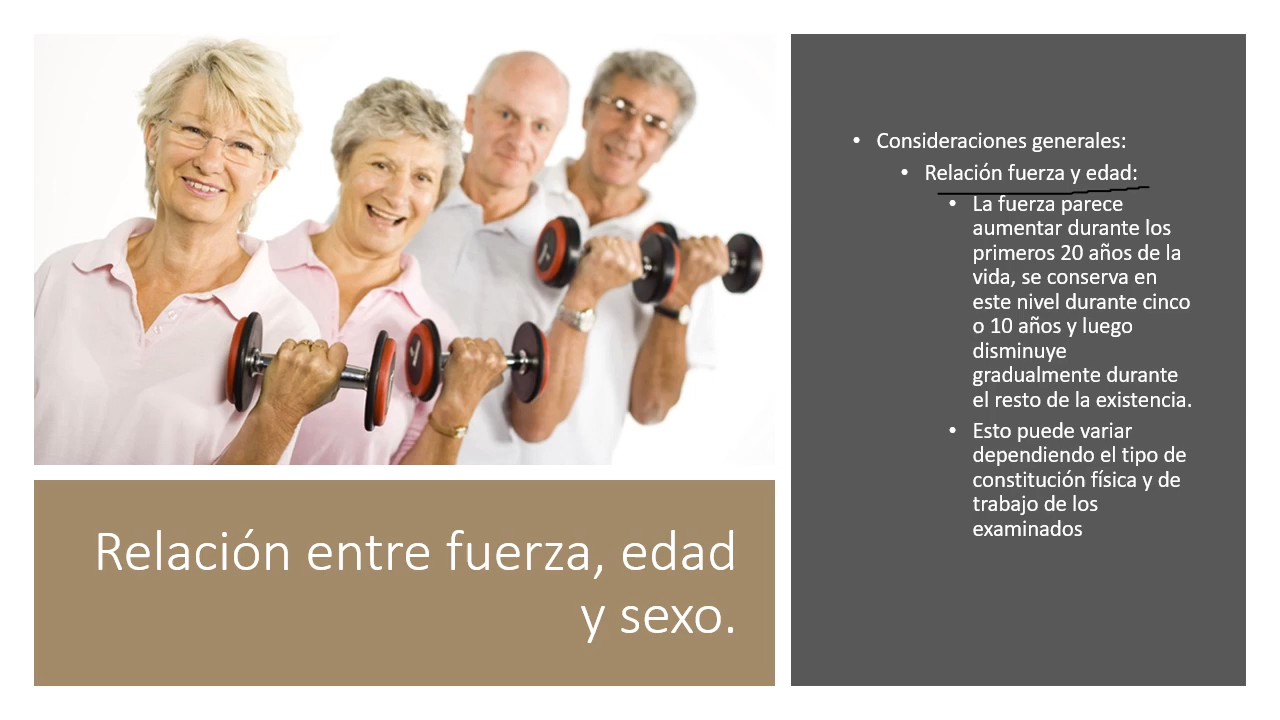 Relación entre fuerza, edad
y sexo.
• Consideraciones generales:
• Relación fuerza y edad:
• La fuerza parece
aumentar durante los
primeros 20 años de la
vida, se conserva en
este nivel durante cinco
o 10 años y luego
disminuye
gradualmente durante
el resto de la existencia.
• Esto puede variar
dependiendo el tipo de
constitución física y de
trabajo de los
examinados